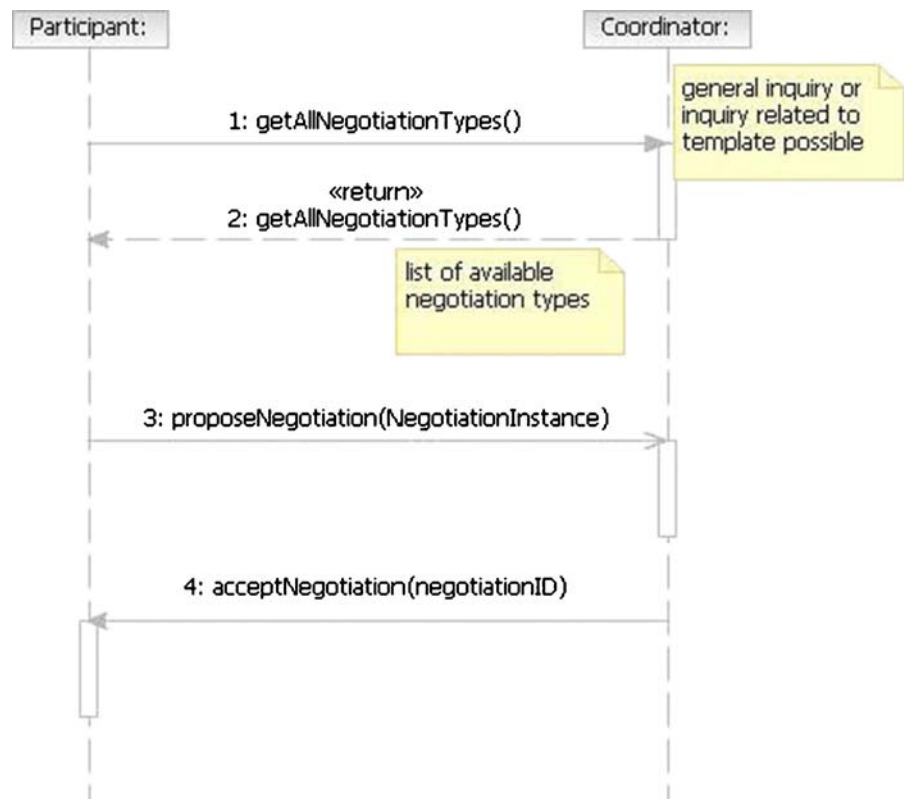 Participant:
Coordinator:
general inquiry or
inquiry related to
template possible
1: getAllNegotiationTypes()
«return»
2: getAllNegotiationTypes()
list of available
negotiation types
3: proposeNegotiation(NegotiationInstance)
4: acceptNegotiation(negotiationID)